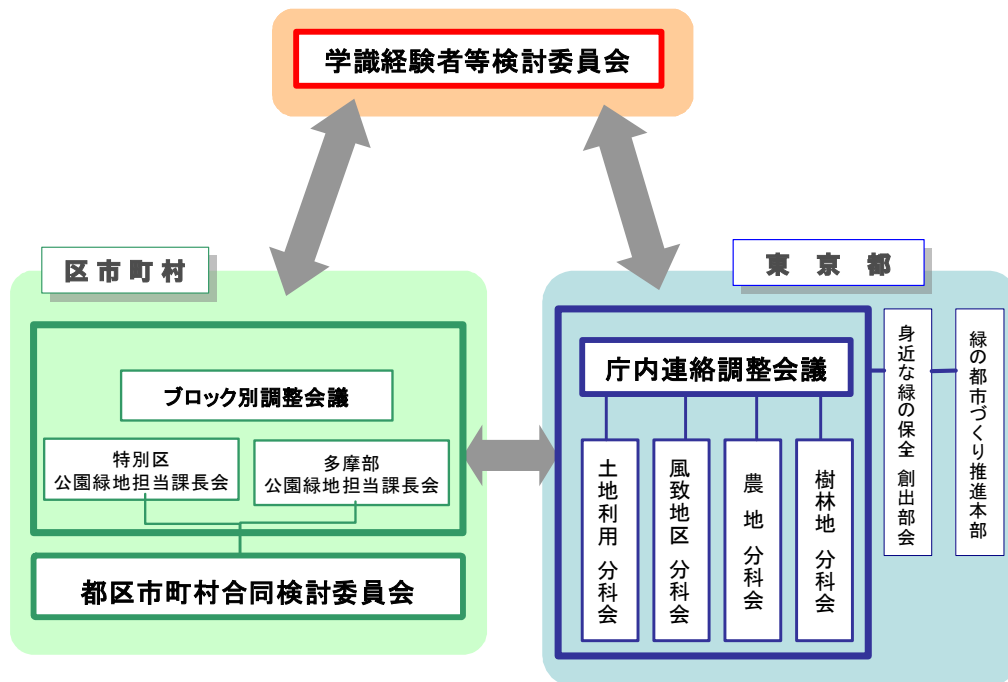 学識経験者等検討委員会
区市町村
ブロック別調整会議
特別区
公園緑地担当課長会
多摩部
公園緑地担当課長会
都区市町村合同検討委員会
東京都
庁内連絡調整会議
土地利用 分科会
風致地区 分科会
農地 分科会
樹林地 分科会
身近な緑の保全 創出部会
緑の都市づくり推進本部